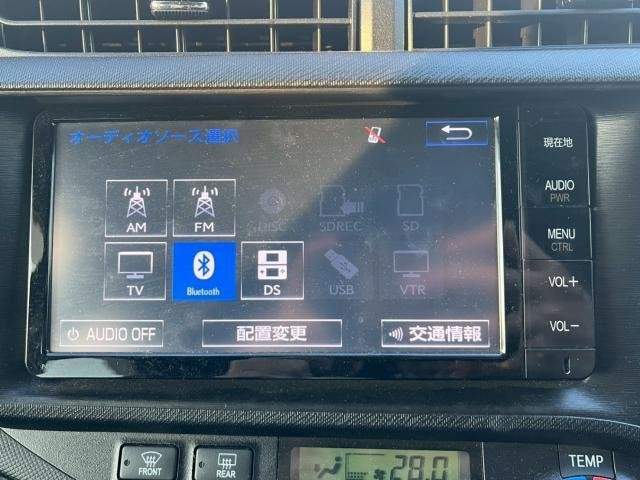 オーディオソース選択
現在地
AM
FM
DISC
SDREC
SD
AUDIO
PWR
TV
Bluetooth
DS
USB
VTR
MENU
CTRL
VOL+
AUDIO OFF
配置変更
交通情報
VOL-
FRONT
REAR
28.0
TEMP